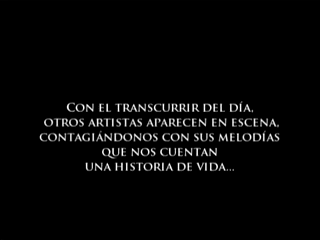 Con el transcurrir del día,
otros artistas aparecen en escena,
contagiándonos con sus melodías
que nos cuentan
una historia de vida...